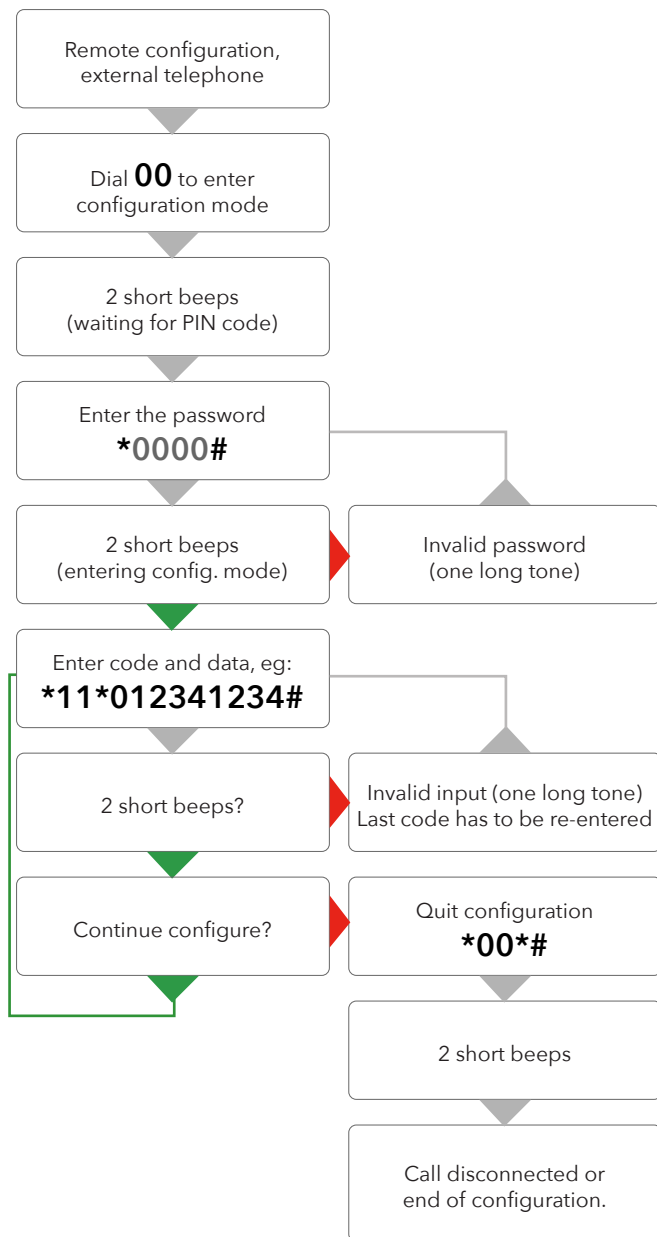 Remote configuration,
external telephone
Dial 00 to enter
configuration mode
2 short beeps
(waiting for PIN code)
Enter the password
*0000#
2 short beeps
(entering config. mode)
Invalid password
(one long tone)
Enter code and data, eg:
*11*012341234#
2 short beeps?
Invalid input (one long tone)
Last code has to be re-entered
Continue configure?
Quit configuration
*00*#
2 short beeps
Call disconnected or
end of configuration.